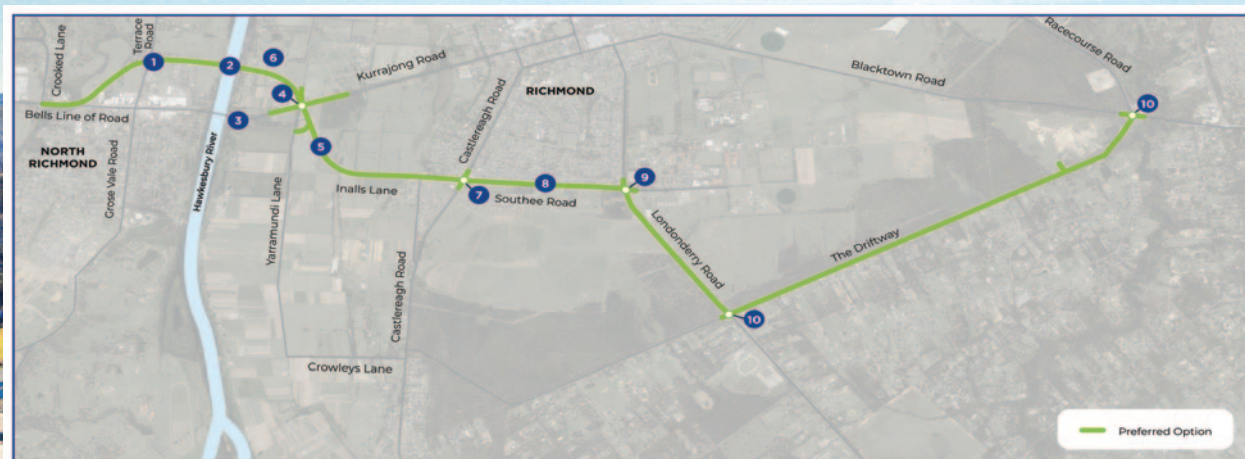 Crooked Lane
Terrace
Road
Racecourse Road
1
2
6
Kurrajong Road
Blacktown Road
4
Castlereagh Road
RICHMOND
10
Bells Line of Road
3
NORTH
RICHMOND
Grose Vale Road
Hawkesbury River
5
Yarramundi Lane
Inalls Lane
7
8
Southee Road
9
Londonderry Road
The Driftway
Castlereagh Road
10
Crowleys Lane
Preferred Option